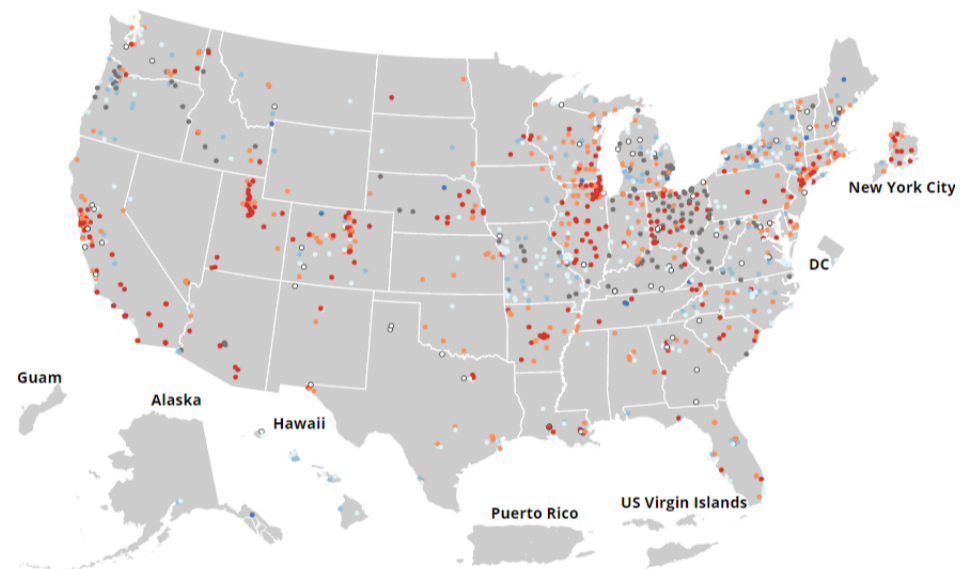 New York City
DC
Guam
Alaska
Hawaii
US Virgin Islands
Puerto Rico